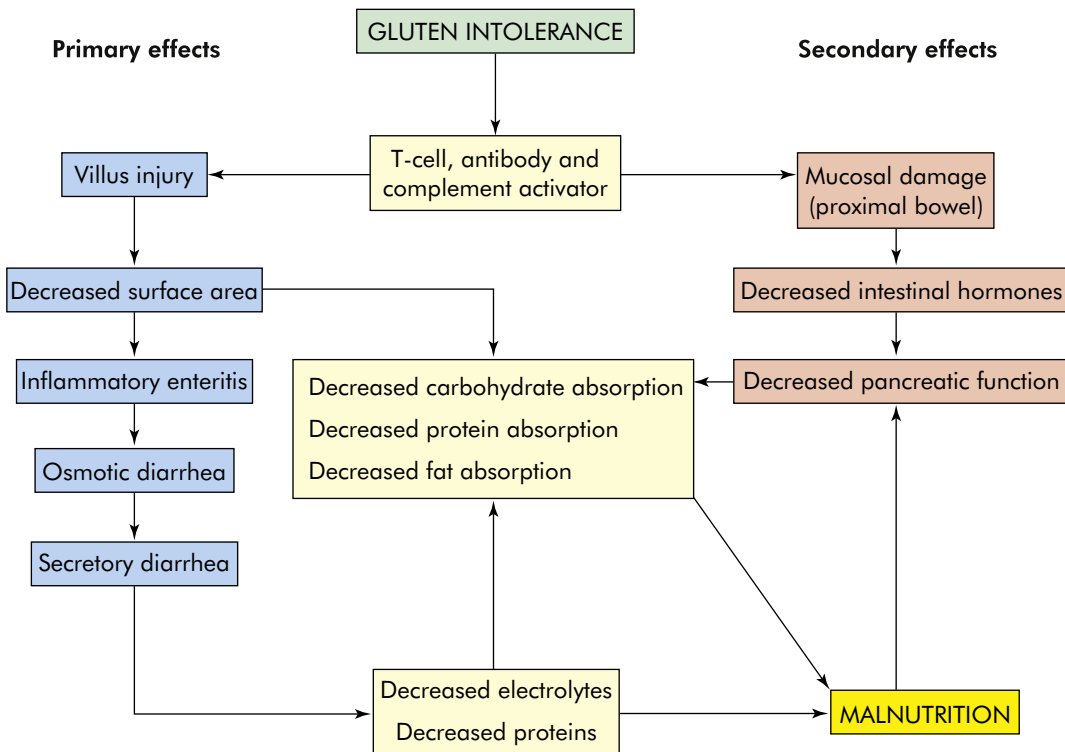 GLUTEN INTOLERANCE
Primary effects
Secondary effects
T-cell, antibody and
complement activator
Villus injury
Mucosal damage
(proximal bowel)
Decreased surface area
Decreased intestinal hormones
Inflammatory enteritis
Decreased carbohydrate absorption
Decreased protein absorption
Decreased fat absorption
Decreased pancreatic function
Osmotic diarrhea
Secretory diarrhea
Decreased electrolytes
Decreased proteins
MALNUTRITION